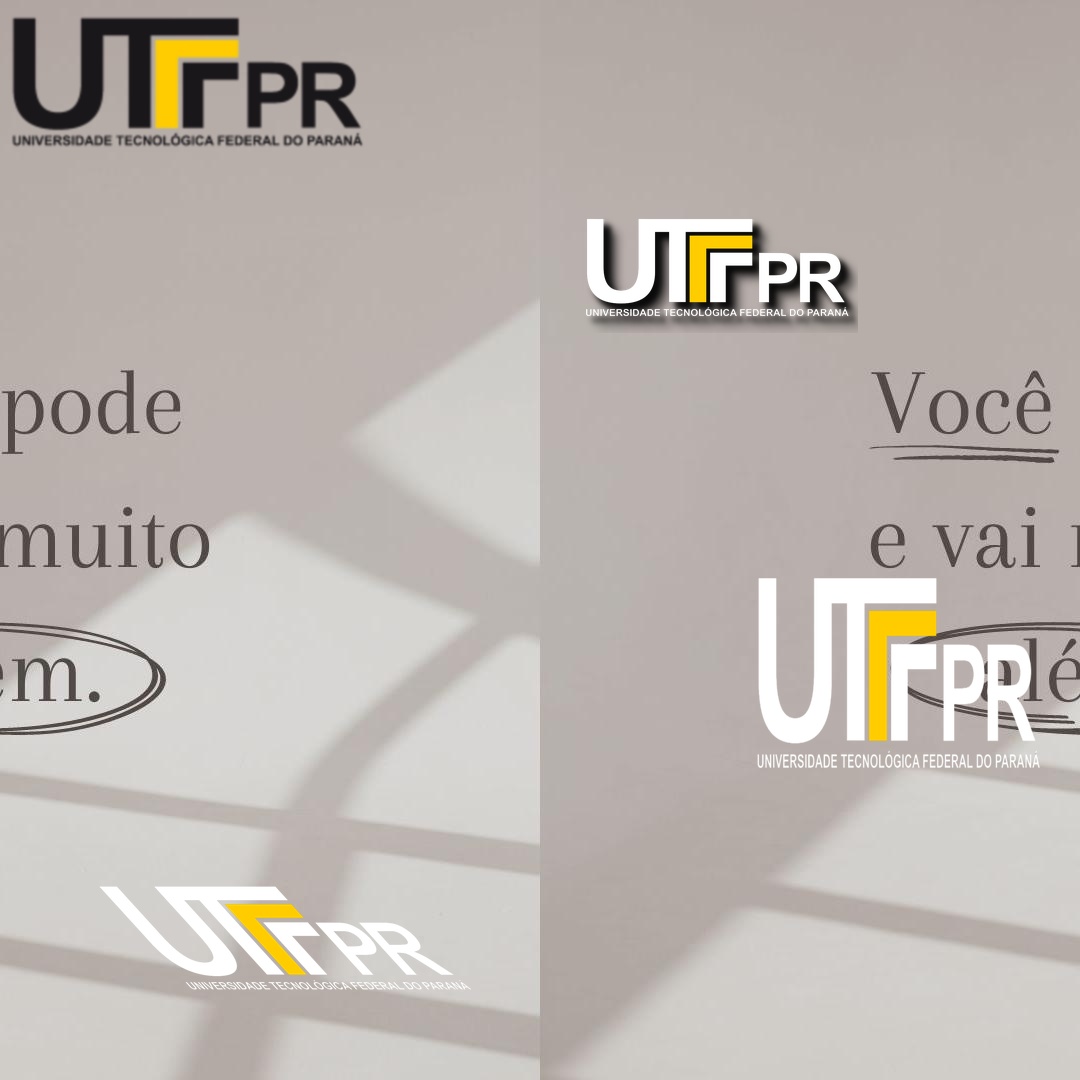 UTFPR
UNIVERSIDADE TECNOLÓGICA FEDERAL DO PARANÁ
UTFPR
UNIVERSIDADE TECNOLÓGICA FEDERAL DO PARANÁ
pode
Você
muito
e vai
em.
alé
UTFPR
UNIVERSIDADE TECNOLÓGICA FEDERAL DO PARANÁ
UTFPR
UNIVERSIDADE TECNOLÓGICA FEDERAL DO PARANÁ